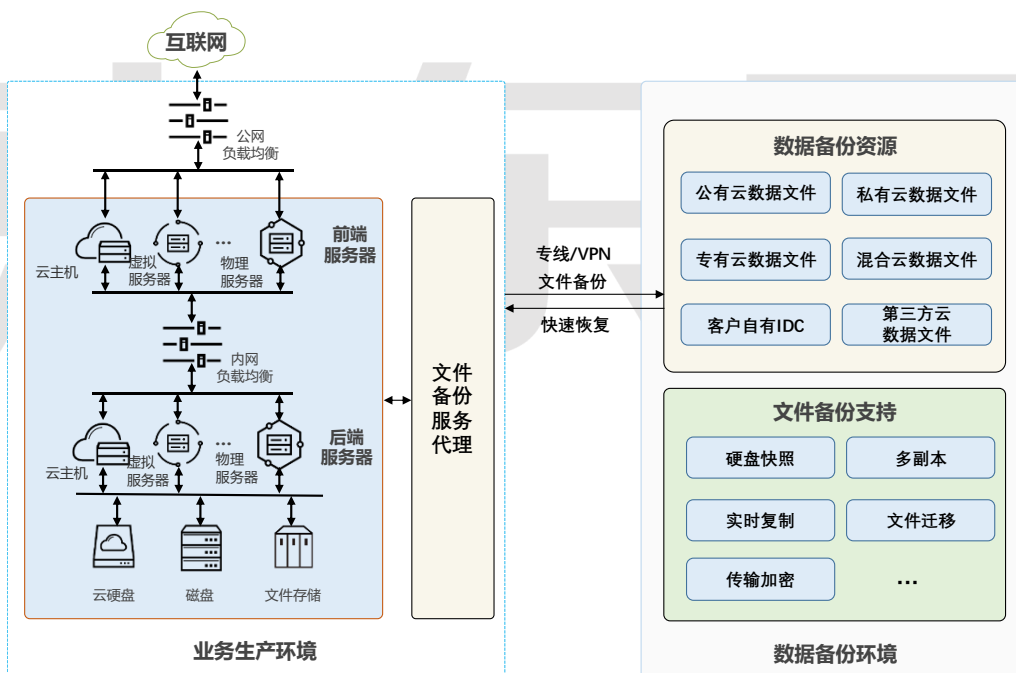 互联网
公网
负载均衡
云主机
虚拟
服务器
...
物理
服务器
前端
服务器
内网
负载均衡
云主机
虚拟
服务器
...
物理
服务器
后端
服务器
云硬盘
磁盘
文件存储
业务生产环境
文件
备份
服务
代理
专线/VPN
文件备份
快速恢复
数据备份资源
公有云数据文件
私有云数据文件
专有云数据文件
混合云数据文件
客户自有IDC
第三方云
数据文件
文件备份支持
硬盘快照
多副本
实时复制
文件迁移
传输加密
...
数据备份环境